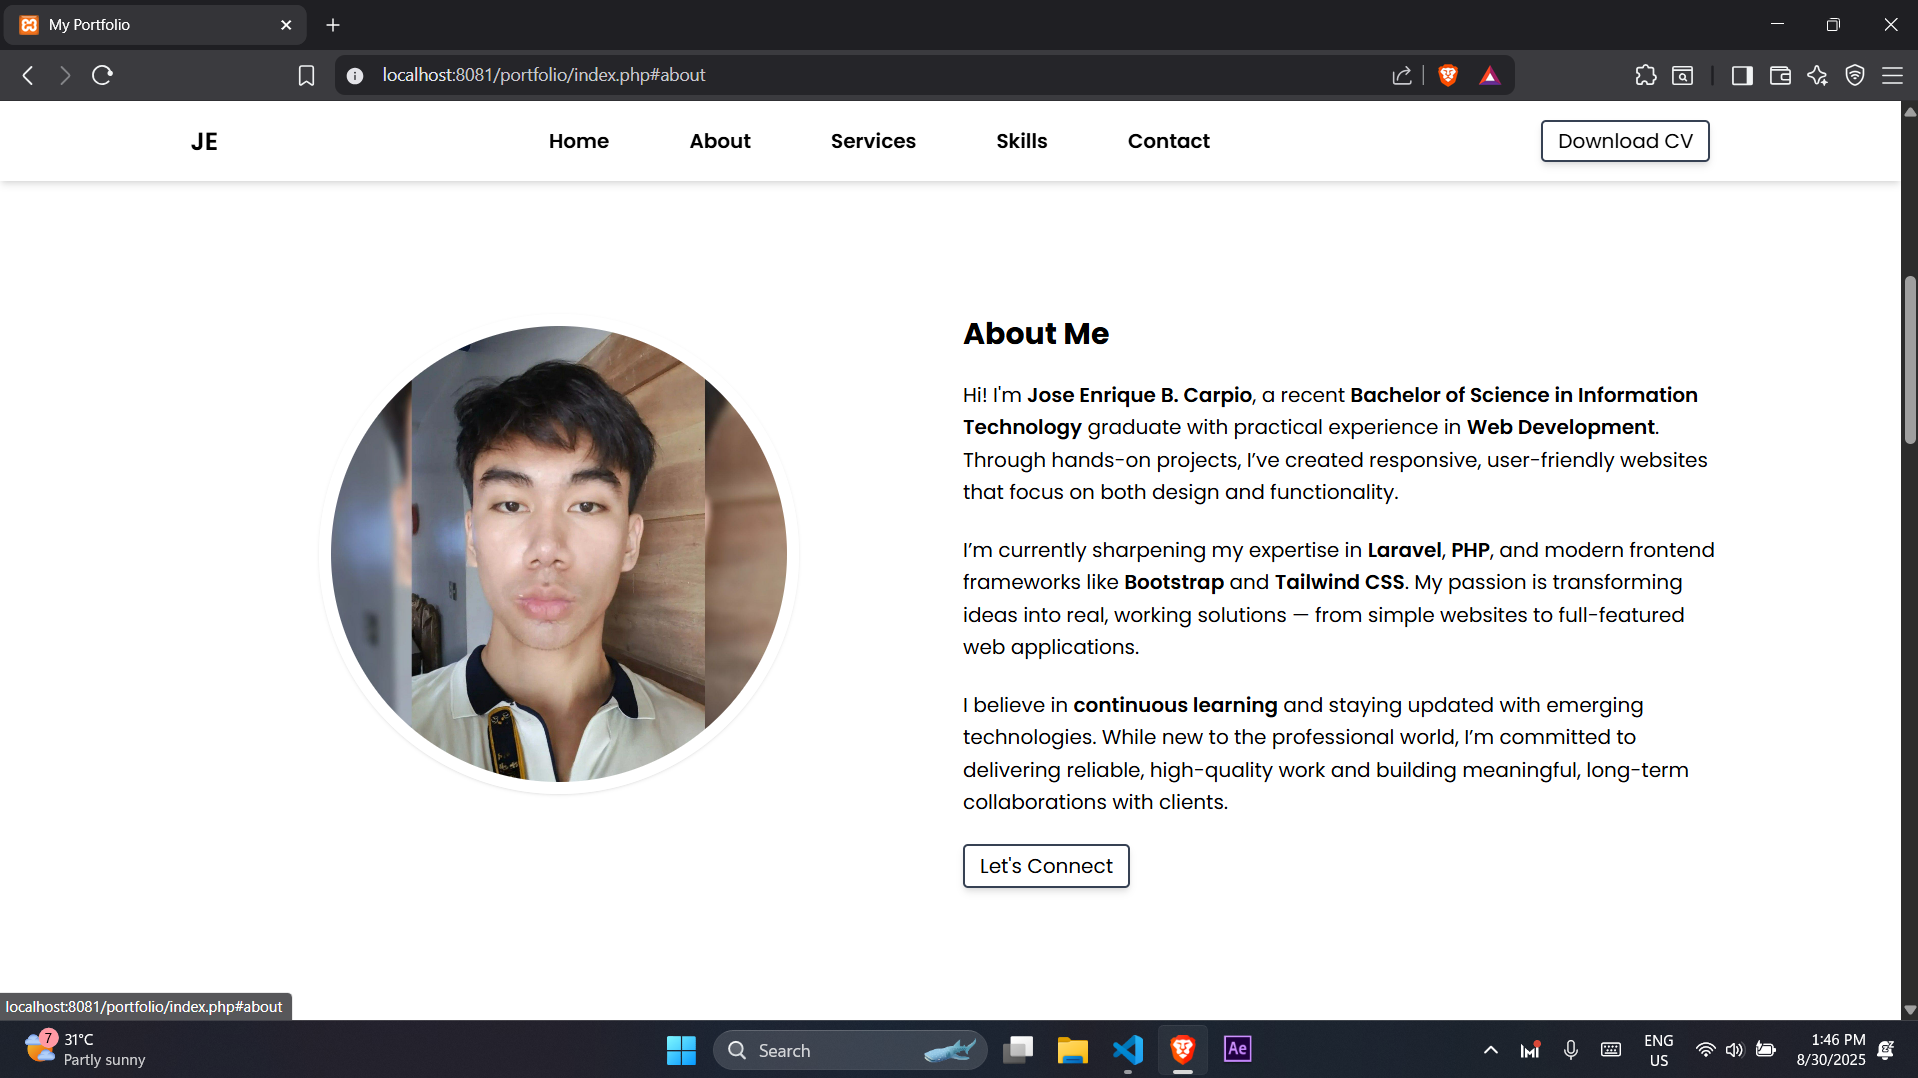 My Portfolio
localhost:8081/portfolio/index.php#about
JE
Home
About
Services
Skills
Contact
Download CV
About Me
Hi! I'm Jose Enrique B. Carpio, a recent Bachelor of Science in Information
Technology graduate with practical experience in Web Development.
Through hands-on projects, I’ve created responsive, user-friendly websites
that focus on both design and functionality.
I’m currently sharpening my expertise in Laravel, PHP, and modern frontend
frameworks like Bootstrap and Tailwind CSS. My passion is transforming
ideas into real, working solutions — from simple websites to full-featured
web applications.
I believe in continuous learning and staying updated with emerging
technologies. While new to the professional world, I’m committed to
delivering reliable, high-quality work and building meaningful, long-term
collaborations with clients.
Let's Connect
localhost:8081/portfolio/index.php#about
7
31°C
Partly sunny
Search
Ae
ENG
US
1:46 PM
8/30/2025